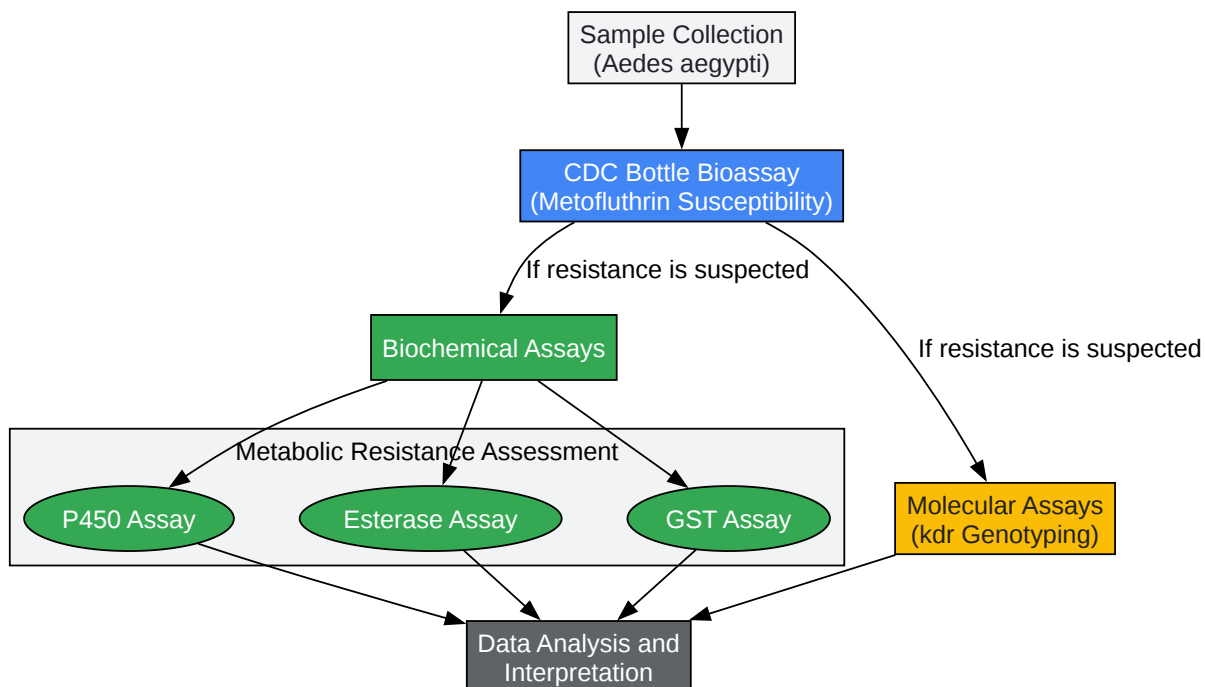 Sample Collection
(Aedes aegypti)
CDC Bottle Bioassay
(Metofluthrin Susceptibility)
If resistance is suspected
If resistance is suspected
Biochemical Assays
Metabolic Resistance Assessment
P450 Assay
Esterase Assay
GST Assay
Molecular Assays
(kdr Genotyping)
Data Analysis and
Interpretation